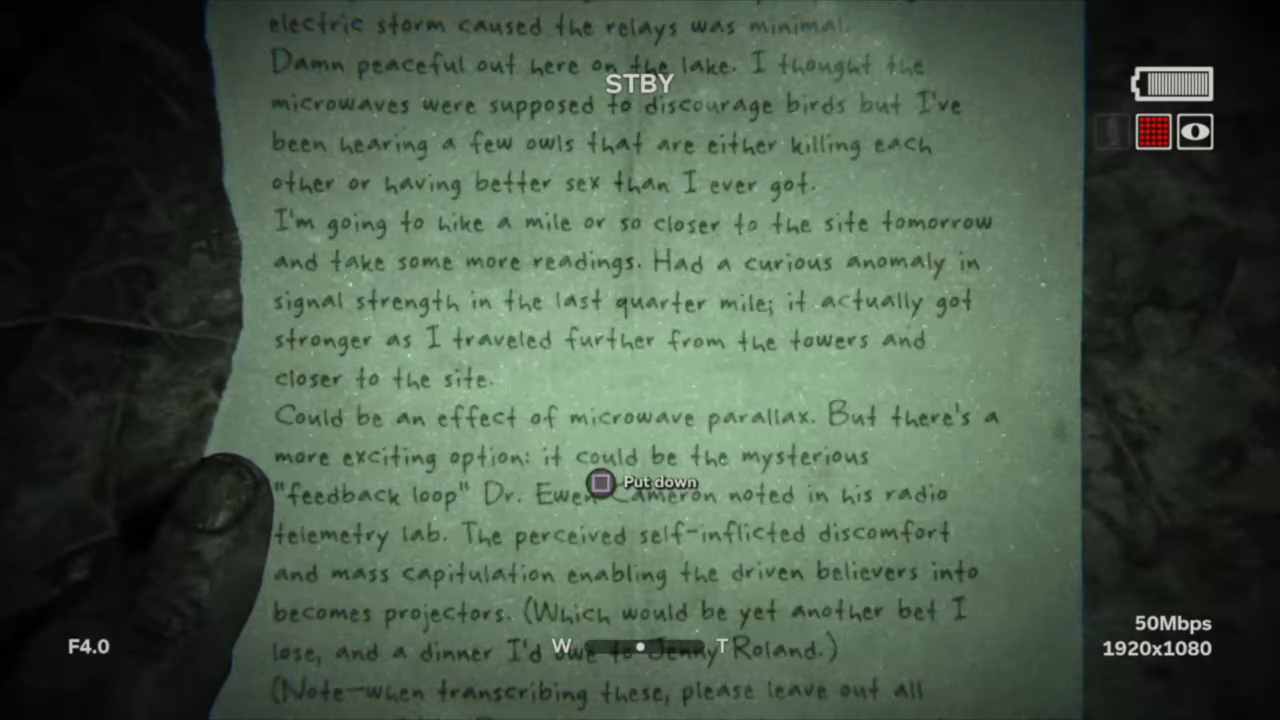 electric storm caused the relays was minimal.
Damn peaceful out here on the lake. I thought the
STBY
microwaves were supposed to discourage birds but I've
been hearing a few owls that are either killing each
other or having better sex than I ever got.
I'm going to hike a mile or so closer to the site tomorrow
and take some more readings. Had a curious anomaly in
signal strength in the last quarter mile; it actually got
stronger as I traveled further from the towers and
closer to the site.
Could be an effect of microwave parallax. But there's a
more exciting option: it could be the mysterious
Put down
"feedback loop" Dr. Ewen Cameron noted in his radio
telemetry lab. The perceived self-inflicted discomfort
and mass capitulation enabling the driven believers into
becomes projectors. (Which would be yet another bet I
lose, and a dinner I'd owe to Jenny Roland.)
(Note—when transcribing these, please leave out all
F4.0
W T
50Mbps
1920x1080